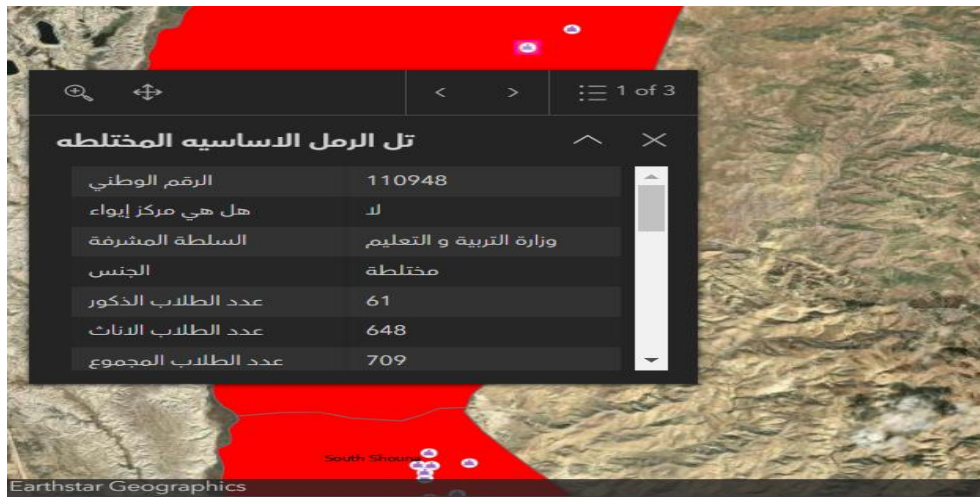 1 of 3
تل الرمل الاساسيه المختلطه
الرقم الوطني 110948
هل هي مركز إيواء لا
السلطة المشرفة وزارة التربية و التعليم
الجنس مختلطة
عدد الطلاب الذكور 61
عدد الطلاب الاناث 648
عدد الطلاب المجموع 709
South Shoun
Earthstar Geographics